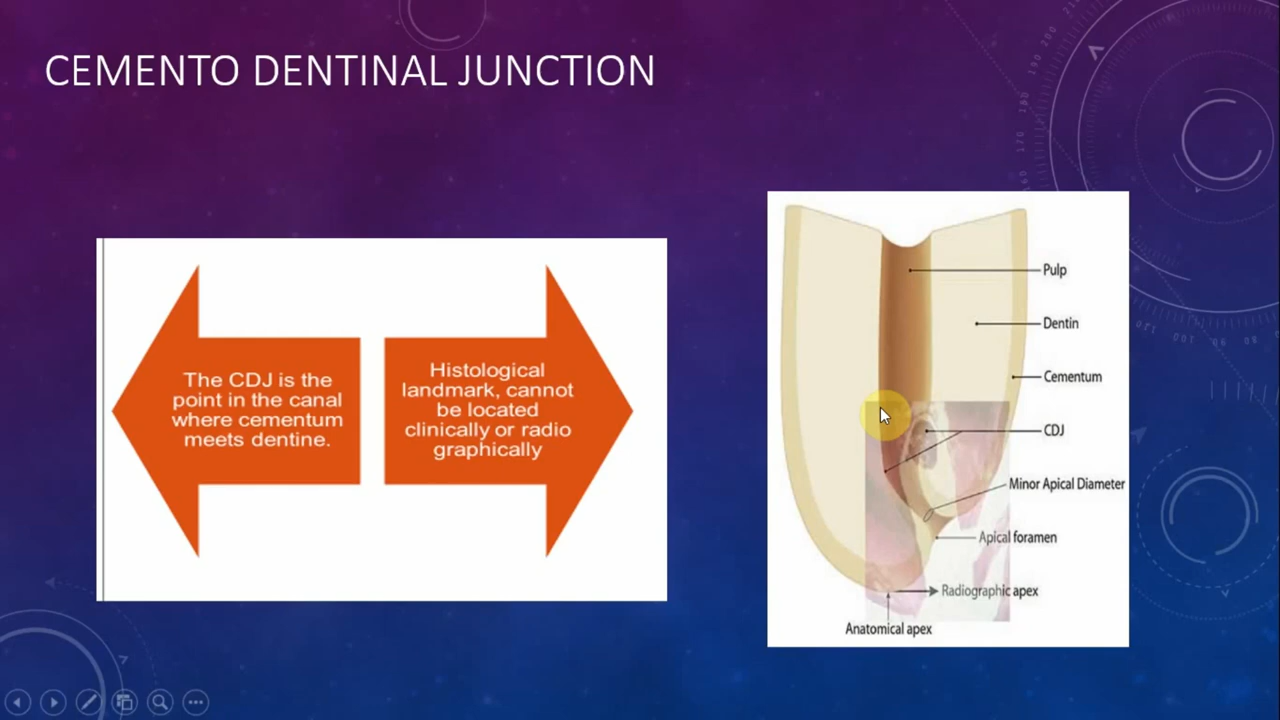 CEMENTO DENTINAL JUNCTION
The CDJ is the
point in the canal
where cementum
meets dentine.
Histological
landmark, cannot
be located
clinically or radio
graphically
Pulp
Dentin
Cementum
CDJ
Minor Apical Diameter
Apical foramen
Radiographic apex
Anatomical apex